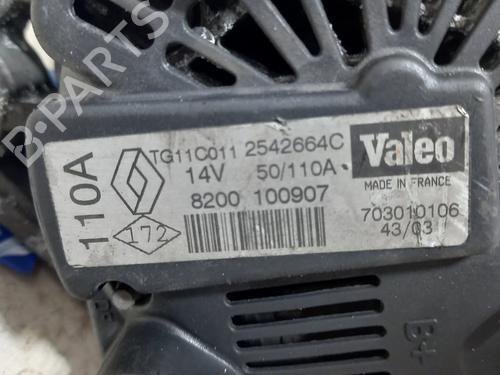 110A
172
TG11C011 2542664C
14V 50/110A
8200 100907
Valeo
MADE IN FRANCE
703010106
43/03
B+
B-PARTS